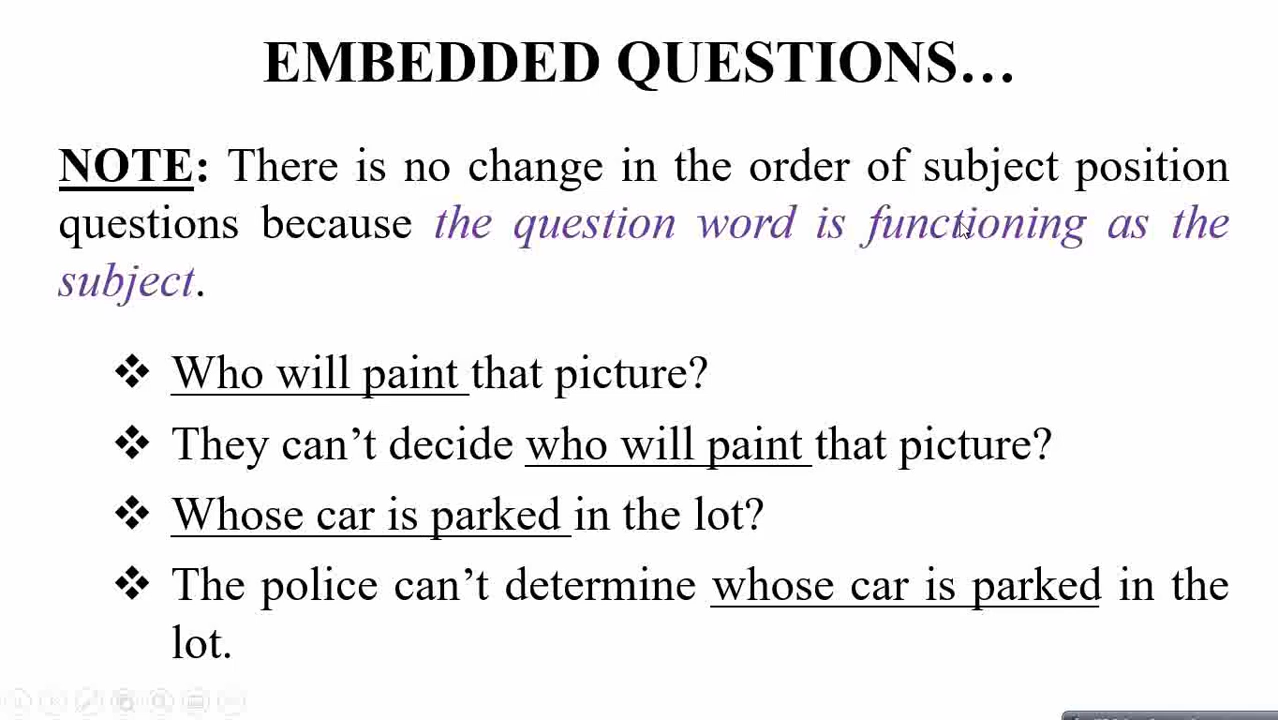 EMBEDDED QUESTIONS…
NOTE: There is no change in the order of subject position
questions because the question word is functioning as the
subject.
❖ Who will paint that picture?
❖ They can’t decide who will paint that picture?
❖ Whose car is parked in the lot?
❖ The police can’t determine whose car is parked in the
lot.